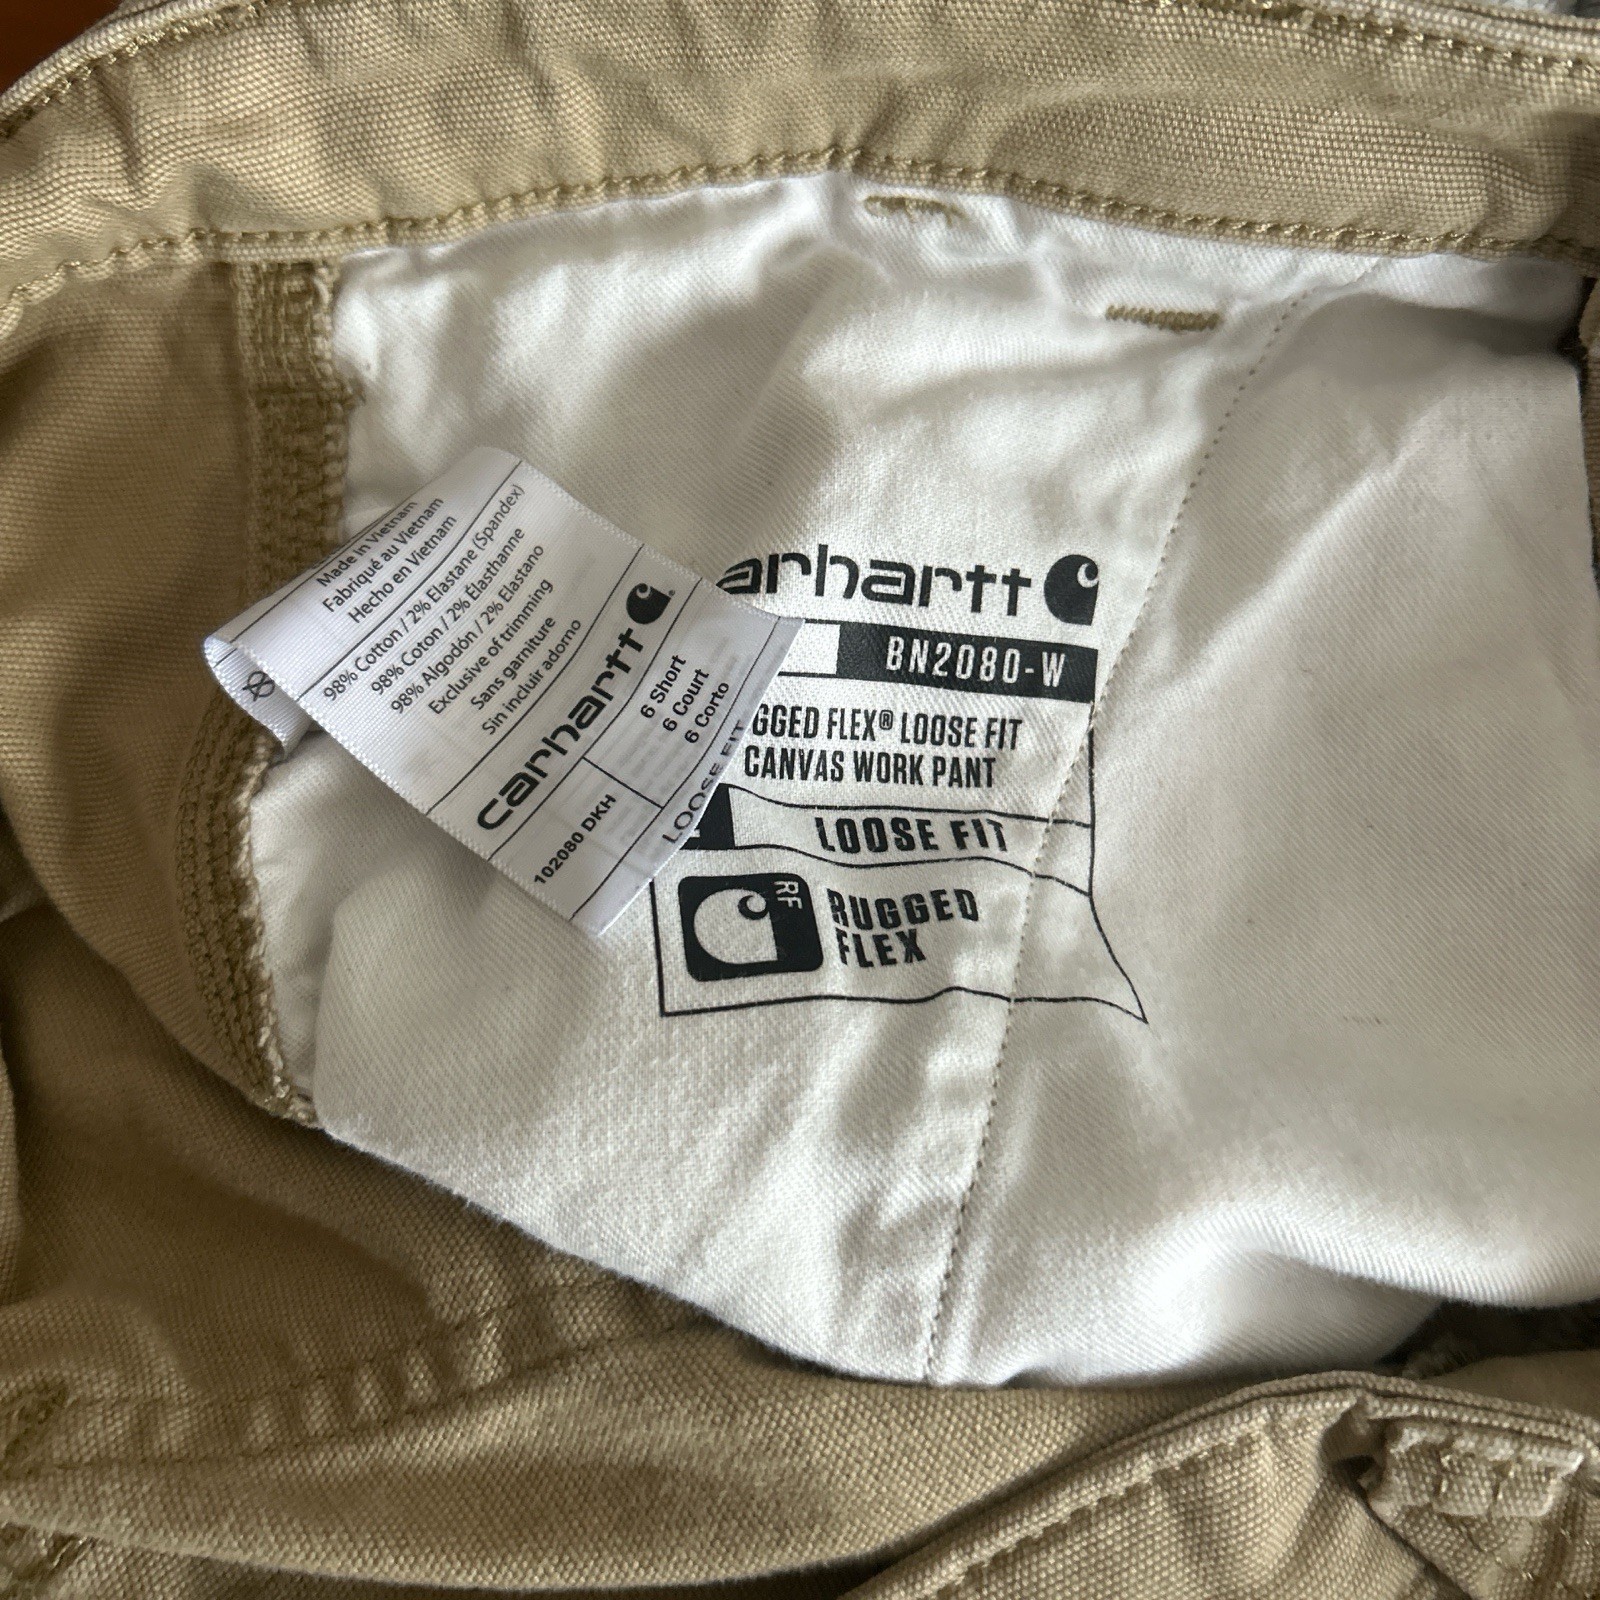 Made in Vietnam
Fabriqué au Vietnam
Hecho en Vietnam
98% Cotton / 2% Elastane (Spandex)
98% Coton / 2% Élasthanne
98% Algodón / 2% Elastano
Exclusive of trimming
Sans garniture
Sin incluir adorno
carhartt
6 Short
6 Court
6 Corto
102080 DKH
LOOSE FIT
arhartt
BN2080-W
GGED FLEX® LOOSE FIT
CANVAS WORK PANT
LOOSE FIT
RF
RUGGED
FLEX